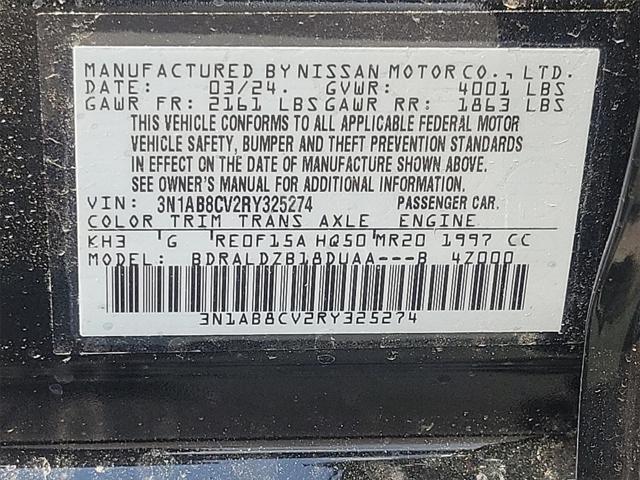 MANUFACTURED BY NISSAN MOTOR CO., LTD.
DATE: 03/24. GVWR: 4001 LBS
GAWR FR: 2161 LBS GAWR RR: 1863 LBS
THIS VEHICLE CONFORMS TO ALL APPLICABLE FEDERAL MOTOR
VEHICLE SAFETY, BUMPER AND THEFT PREVENTION STANDARDS
IN EFFECT ON THE DATE OF MANUFACTURE SHOWN ABOVE.
SEE OWNER'S MANUAL FOR ADDITIONAL INFORMATION.
VIN: 3N1AB8CV2RY325274 PASSENGER CAR.
COLOR TRIM TRANS AXLE ENGINE
KH3 G RE0F15A HQ50 MR20 1997 CC
MODEL: BDRALDZB18DUAA---B 4Z000
3N1AB8CV2RY325274